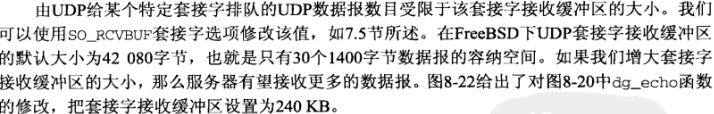 由UDP给某个特定套接字排队的UDP数据报数目受限于该套接字接收缓冲区的大小。我们
可以使用SO_RCVBUF套接字选项修改该值，如7.5节所述。在FreeBSD下UDP套接字接收缓冲区
的默认大小为42 080字节，也就是只有30个1400字节数据报的容纳空间。如果我们增大套接字
接收缓冲区的大小，那么服务器有望接收更多的数据报。图8-22给出了对图8-20中dg_echo函数
的修改，把套接字接收缓冲区设置为240 KB。